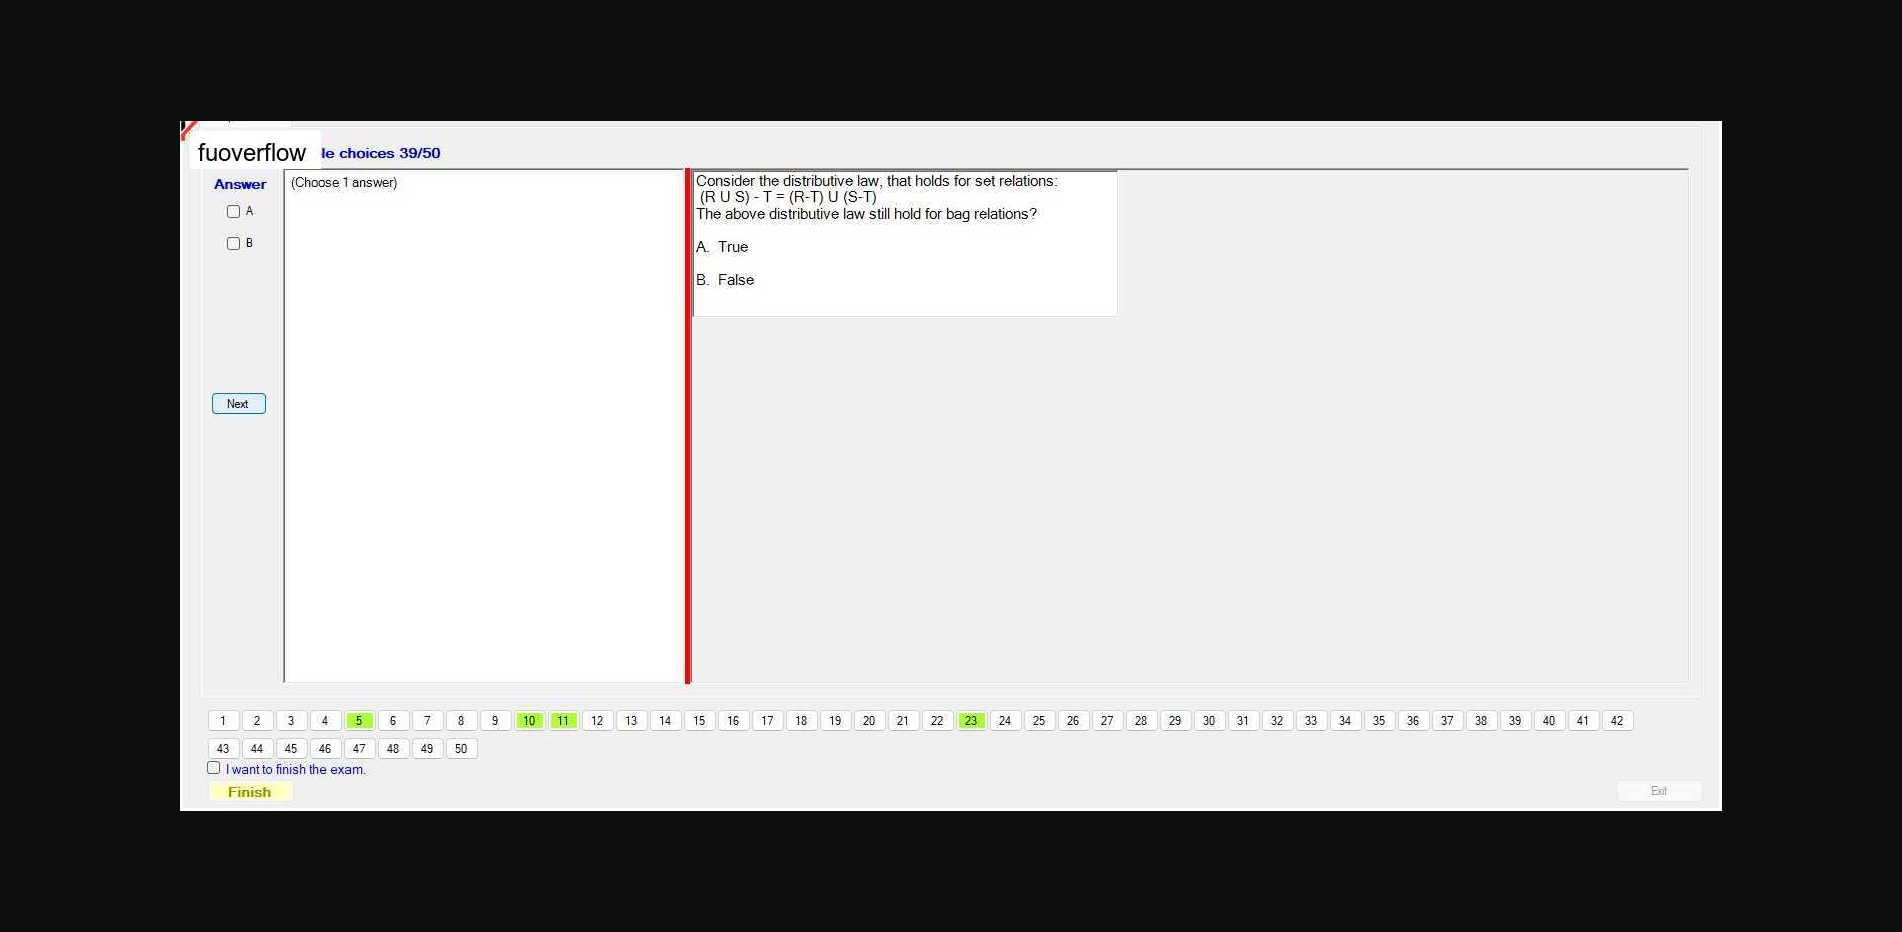 fuoverflow
le choices 39/50
Answer
(Choose 1 answer)
A
B
Next
Consider the distributive law, that holds for set relations:
(R U S) - T = (R-T) U (S-T)
The above distributive law still hold for bag relations?
A. True
B. False
1 2 3 4 5 6 7 8 9 10 11 12 13 14 15 16 17 18 19 20 21 22 23 24 25 26 27 28 29 30 31 32 33 34 35 36 37 38 39 40 41 42
43 44 45 46 47 48 49 50
I want to finish the exam.
Finish
Exit